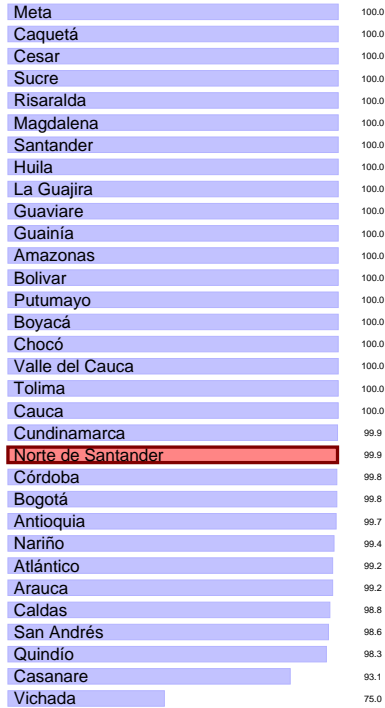 Meta 100.0
Caquetá 100.0
Cesar 100.0
Sucre 100.0
Risaralda 100.0
Magdalena 100.0
Santander 100.0
Huila 100.0
La Guajira 100.0
Guaviare 100.0
Guainía 100.0
Amazonas 100.0
Bolivar 100.0
Putumayo 100.0
Boyacá 100.0
Chocó 100.0
Valle del Cauca 100.0
Tolima 100.0
Cauca 100.0
Cundinamarca 99.9
Norte de Santander 99.9
Córdoba 99.8
Bogotá 99.8
Antioquia 99.7
Nariño 99.4
Atlántico 99.2
Arauca 99.2
Caldas 98.8
San Andrés 98.6
Quindío 98.3
Casanare 93.1
Vichada 75.0